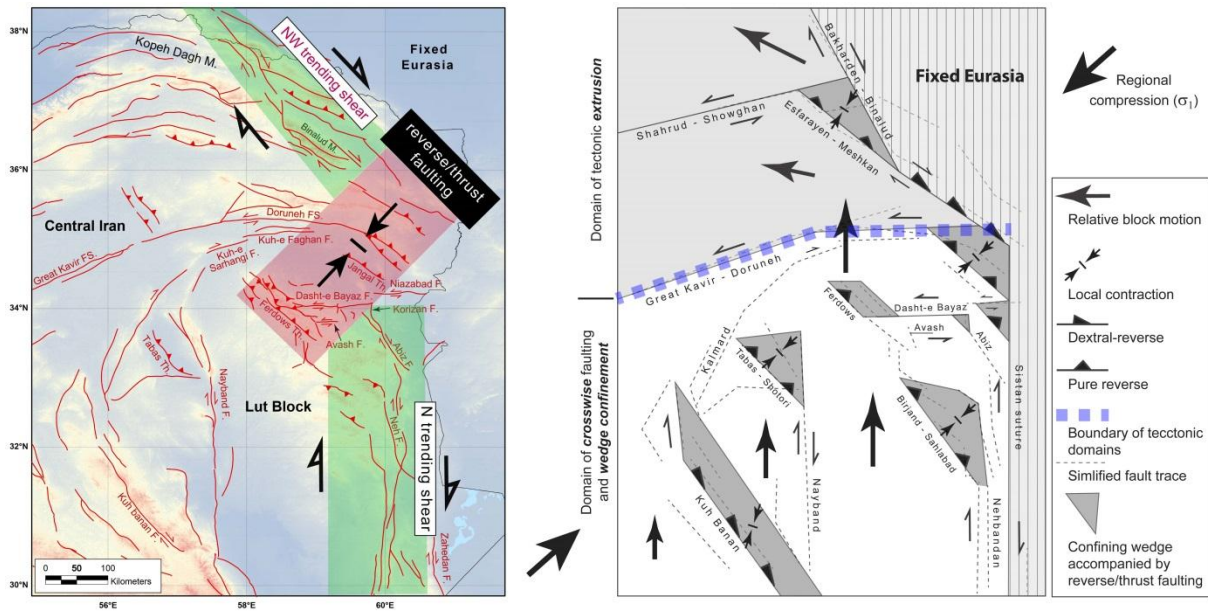 38°N
36°N
34°N
32°N
30°N
56°E
58°E
60°E
Kopeh Dagh M.
NW trending shear
Fixed
Eurasia
Binalud M.
reverse/thrust
faulting
Central Iran
Doruneh FS.
Kuh-e Faghan F.
Kuh-e
Sarhangi F.
Great Kavir FS.
Jangal Th.
Niazabad F.
Dasht-e Bayaz F.
Korizan F.
Ferdows Th.
Avash F.
Abiz F.
Tabas Th.
Nayband F.
Lut Block
Neh F.
N trending shear
Kuh banan F.
Zahedan F.
0 50 100
Kilometers
Domain of tectonic extrusion
Domain of crosswise faulting
and wedge confinement
Bakharden - Binalud
Fixed Eurasia
Shahrud - Showghan
Esfarayen - Meshkan
Great Kavir - Doruneh
Ferdows
Dasht-e Bayaz
Avash
Abiz
Kalmard
Tabas - Shotori
Birjand - Sahlabad
Sistan suture
Kuh Banan
Nayband
Nehbandan
Regional
compression (σ1)
Relative block motion
Local contraction
Dextral-reverse
Pure reverse
Boundary of tecctonic
domains
Simlified fault trace
Confining wedge
accompanied by
reverse/thrust faulting